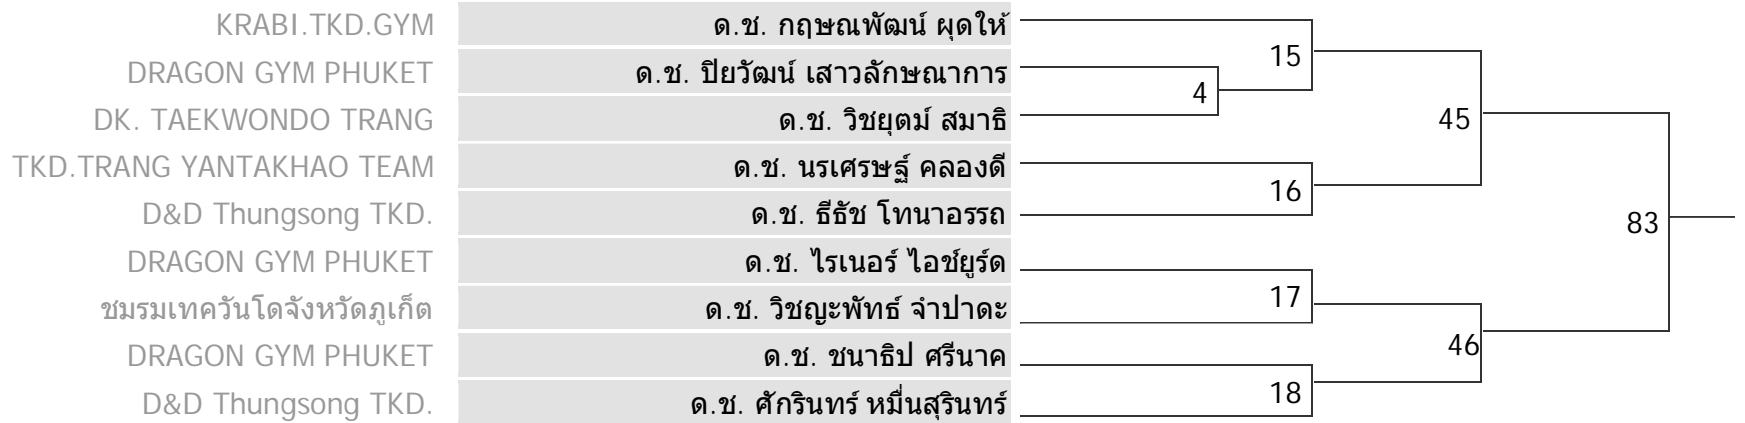 KRABI.TKD.GYM ด.ช. กฤษณพัฒน์ ผุดให้
15
DRAGON GYM PHUKET ด.ช. ปิยวัฒน์ เสาวลักษณาการ
4
DK. TAEKWONDO TRANG ด.ช. วิชยุตม์ สมาธิ
45
TKD.TRANG YANTAKHAO TEAM ด.ช. นรเศรษฐ์ คลองดี
16
D&D Thungsong TKD. ด.ช. ธีธัช โทนาอรรถ
83
DRAGON GYM PHUKET ด.ช. ไรเนอร์ ไอช์ยูร์ด
17
ชมรมเทควันโดจังหวัดภูเก็ต ด.ช. วิชญะพัทธ์ จำปาดะ
46
DRAGON GYM PHUKET ด.ช. ชนาธิป ศรีนาค
18
D&D Thungsong TKD. ด.ช. ศักรินทร์ หมื่นสุรินทร์